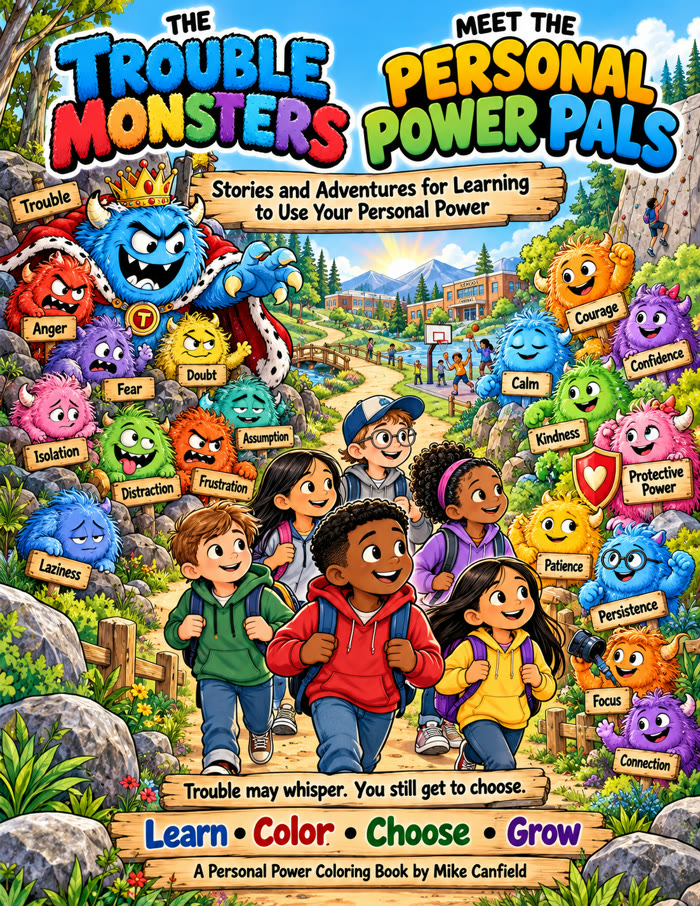 THE
TROUBLE
MONSTERS
MEET THE
PERSONAL
POWER PALS
Stories and Adventures for Learning
to Use Your Personal Power
Trouble
T
Anger
Fear
Doubt
Isolation
Distraction
Frustration
Assumption
Laziness
SCHOOL
Courage
Confidence
Calm
Kindness
Protective
Power
Patience
Persistence
Focus
Connection
Trouble may whisper. You still get to choose.
Learn • Color • Choose • Grow
A Personal Power Coloring Book by Mike Canfield